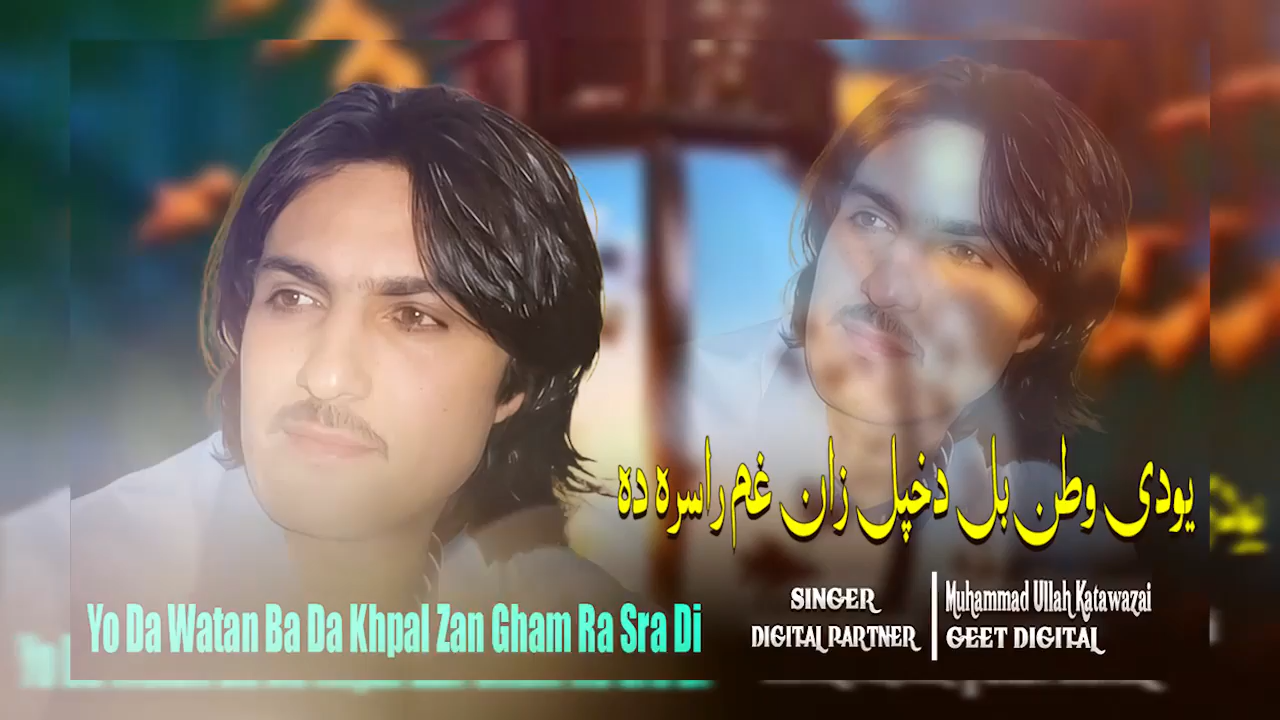 یودی وطن بل دخپل زان غم راسره ده
Yo Da Watan Ba Da Khpal Zan Gham Ra Sra Di
SINGER Muhammad Ullah Katawazai
DIGITAL PARTNER GEET DIGITAL